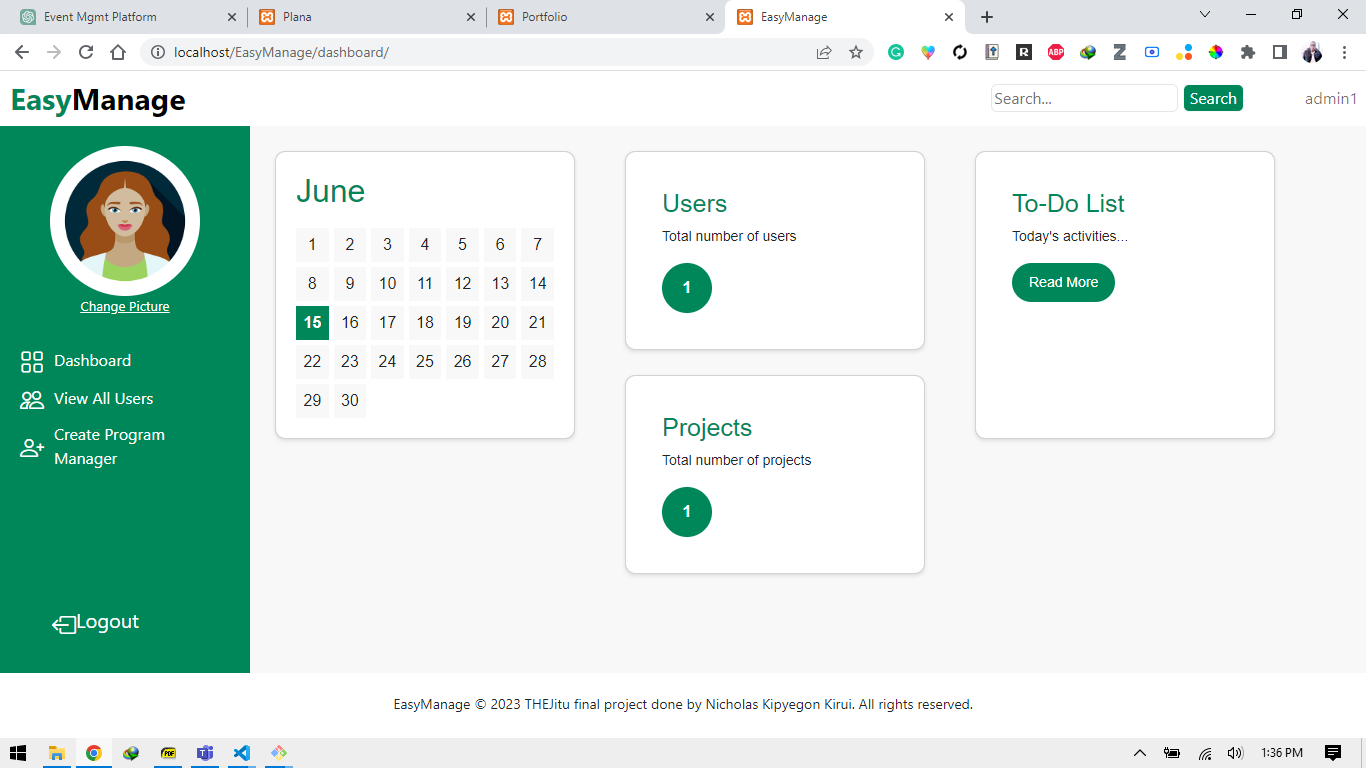 Event Mgmt Platform
Plana
Portfolio
EasyManage
localhost/EasyManage/dashboard/
ABP
R
Z
EasyManage
Search...
Search
admin1
Change Picture
Dashboard
View All Users
Create Program
Manager
Logout
June
1 2 3 4 5 6 7
8 9 10 11 12 13 14
15 16 17 18 19 20 21
22 23 24 25 26 27 28
29 30
Users
Total number of users
1
Projects
Total number of projects
1
To-Do List
Today's activities...
Read More
EasyManage © 2023 THEJitu final project done by Nicholas Kipyegon Kirui. All rights reserved.
PDF
1:36 PM